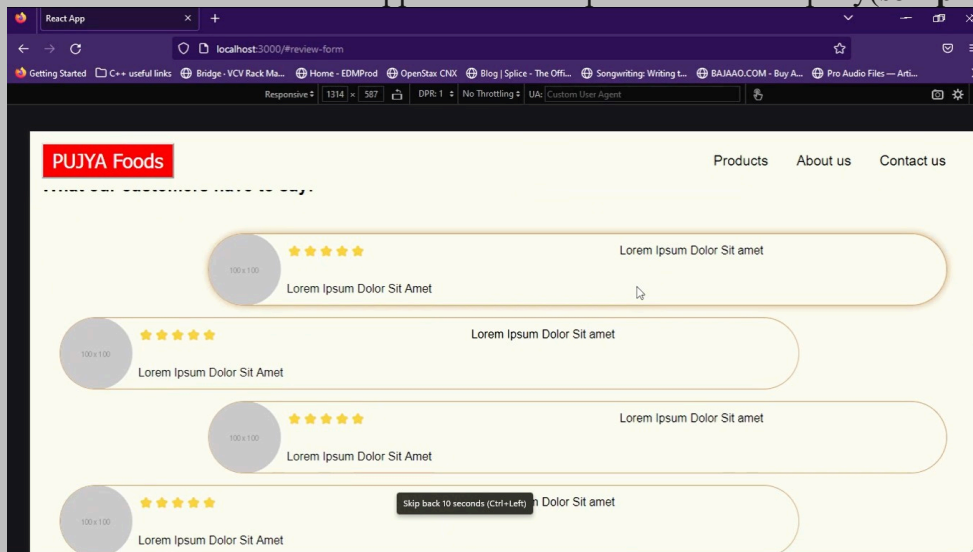 React App
localhost:3000/#review-form
Getting Started C++ useful links Bridge - VCV Rack Ma... Home - EDMProd OpenStax CNX Blog | Splice - The Offi... Songwriting: Writing t... BAJAAO.COM - Buy A... Pro Audio Files — Arti...
Responsive 1314 × 587 DPR: 1 No Throttling UA: Custom User Agent
PUJYA Foods Products About us Contact us
Lorem Ipsum Dolor Sit amet
100 x 100
Lorem Ipsum Dolor Sit Amet
Lorem Ipsum Dolor Sit amet
100 x 100
Lorem Ipsum Dolor Sit Amet
Lorem Ipsum Dolor Sit amet
100 x 100
Lorem Ipsum Dolor Sit Amet
Skip back 10 seconds (Ctrl+Left) Dolor Sit amet
100 x 100
Lorem Ipsum Dolor Sit Amet